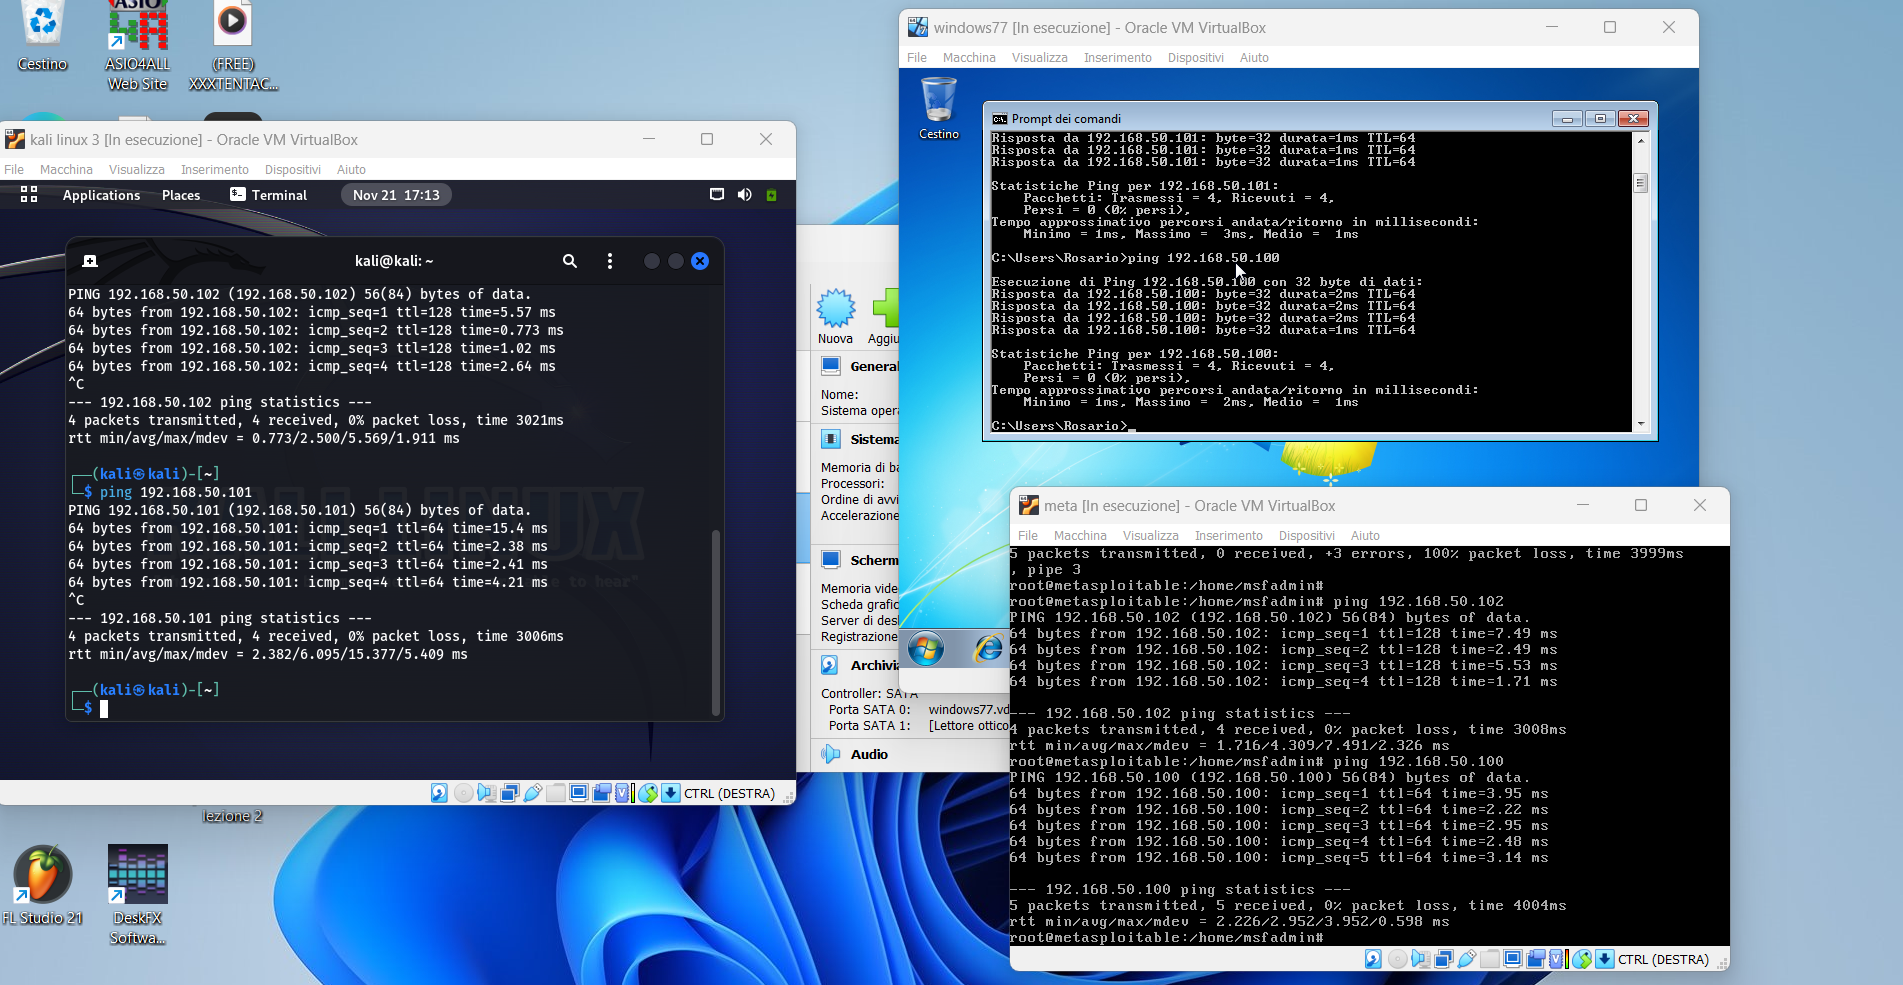 Cestino
ASIO4ALL
Web Site
(FREE)
XXXTENTAC...
kali linux 3 [In esecuzione] - Oracle VM VirtualBox
File Macchina Visualizza Inserimento Dispositivi Aiuto
Applications Places Terminal Nov 21 17:13
kali@kali: ~
PING 192.168.50.102 (192.168.50.102) 56(84) bytes of data.
64 bytes from 192.168.50.102: icmp_seq=1 ttl=128 time=5.57 ms
64 bytes from 192.168.50.102: icmp_seq=2 ttl=128 time=0.773 ms
64 bytes from 192.168.50.102: icmp_seq=3 ttl=128 time=1.02 ms
64 bytes from 192.168.50.102: icmp_seq=4 ttl=128 time=2.64 ms
^C
--- 192.168.50.102 ping statistics ---
4 packets transmitted, 4 received, 0% packet loss, time 3021ms
rtt min/avg/max/mdev = 0.773/2.500/5.569/1.911 ms
┌──(kali㉿kali)-[~]
└─$ ping 192.168.50.101
PING 192.168.50.101 (192.168.50.101) 56(84) bytes of data.
64 bytes from 192.168.50.101: icmp_seq=1 ttl=64 time=15.4 ms
64 bytes from 192.168.50.101: icmp_seq=2 ttl=64 time=2.38 ms
64 bytes from 192.168.50.101: icmp_seq=3 ttl=64 time=2.41 ms
64 bytes from 192.168.50.101: icmp_seq=4 ttl=64 time=4.21 ms
^C
--- 192.168.50.101 ping statistics ---
4 packets transmitted, 4 received, 0% packet loss, time 3006ms
rtt min/avg/max/mdev = 2.382/6.095/15.377/5.409 ms
┌──(kali㉿kali)-[~]
└─$
CTRL (DESTRA)
lezione 2
FL Studio 21
DeskFX
Softwa...
Nuova Aggiu
General
Nome:
Sistema opera
Sistema
Memoria di ba
Processori:
Ordine di avvi
Accelerazione
Scherm
Memoria vide
Scheda grafic
Server di desk
Registrazione
Archivia
Controller: SATA
Porta SATA 0: windows77.vd
Porta SATA 1: [Lettore ottico
Audio
windows77 [In esecuzione] - Oracle VM VirtualBox
File Macchina Visualizza Inserimento Dispositivi Aiuto
Cestino
Prompt dei comandi
Risposta da 192.168.50.101: byte=32 durata=1ms TTL=64
Risposta da 192.168.50.101: byte=32 durata=1ms TTL=64
Risposta da 192.168.50.101: byte=32 durata=1ms TTL=64
Statistiche Ping per 192.168.50.101:
Pacchetti: Trasmessi = 4, Ricevuti = 4,
Persi = 0 (0% persi),
Tempo approssimativo percorsi andata/ritorno in millisecondi:
Minimo = 1ms, Massimo =  3ms, Medio =  1ms
C:\Users\Rosario>ping 192.168.50.100
Esecuzione di Ping 192.168.50.100 con 32 byte di dati:
Risposta da 192.168.50.100: byte=32 durata=2ms TTL=64
Risposta da 192.168.50.100: byte=32 durata=1ms TTL=64
Risposta da 192.168.50.100: byte=32 durata=2ms TTL=64
Risposta da 192.168.50.100: byte=32 durata=1ms TTL=64
Statistiche Ping per 192.168.50.100:
Pacchetti: Trasmessi = 4, Ricevuti = 4,
Persi = 0 (0% persi),
Tempo approssimativo percorsi andata/ritorno in millisecondi:
Minimo = 1ms, Massimo =  2ms, Medio =  1ms
C:\Users\Rosario>_
meta [In esecuzione] - Oracle VM VirtualBox
File Macchina Visualizza Inserimento Dispositivi Aiuto
5 packets transmitted, 0 received, +3 errors, 100% packet loss, time 3999ms
, pipe 3
root@metasploitable:/home/msfadmin#
root@metasploitable:/home/msfadmin# ping 192.168.50.102
PING 192.168.50.102 (192.168.50.102) 56(84) bytes of data.
64 bytes from 192.168.50.102: icmp_seq=1 ttl=128 time=7.49 ms
64 bytes from 192.168.50.102: icmp_seq=2 ttl=128 time=2.49 ms
64 bytes from 192.168.50.102: icmp_seq=3 ttl=128 time=5.53 ms
64 bytes from 192.168.50.102: icmp_seq=4 ttl=128 time=1.71 ms
--- 192.168.50.102 ping statistics ---
4 packets transmitted, 4 received, 0% packet loss, time 3008ms
rtt min/avg/max/mdev = 1.716/4.309/7.491/2.326 ms
root@metasploitable:/home/msfadmin# ping 192.168.50.100
PING 192.168.50.100 (192.168.50.100) 56(84) bytes of data.
64 bytes from 192.168.50.100: icmp_seq=1 ttl=64 time=3.95 ms
64 bytes from 192.168.50.100: icmp_seq=2 ttl=64 time=2.22 ms
64 bytes from 192.168.50.100: icmp_seq=3 ttl=64 time=2.95 ms
64 bytes from 192.168.50.100: icmp_seq=4 ttl=64 time=2.48 ms
64 bytes from 192.168.50.100: icmp_seq=5 ttl=64 time=3.14 ms
--- 192.168.50.100 ping statistics ---
5 packets transmitted, 5 received, 0% packet loss, time 4004ms
rtt min/avg/max/mdev = 2.226/2.952/3.952/0.598 ms
root@metasploitable:/home/msfadmin#
CTRL (DESTRA)